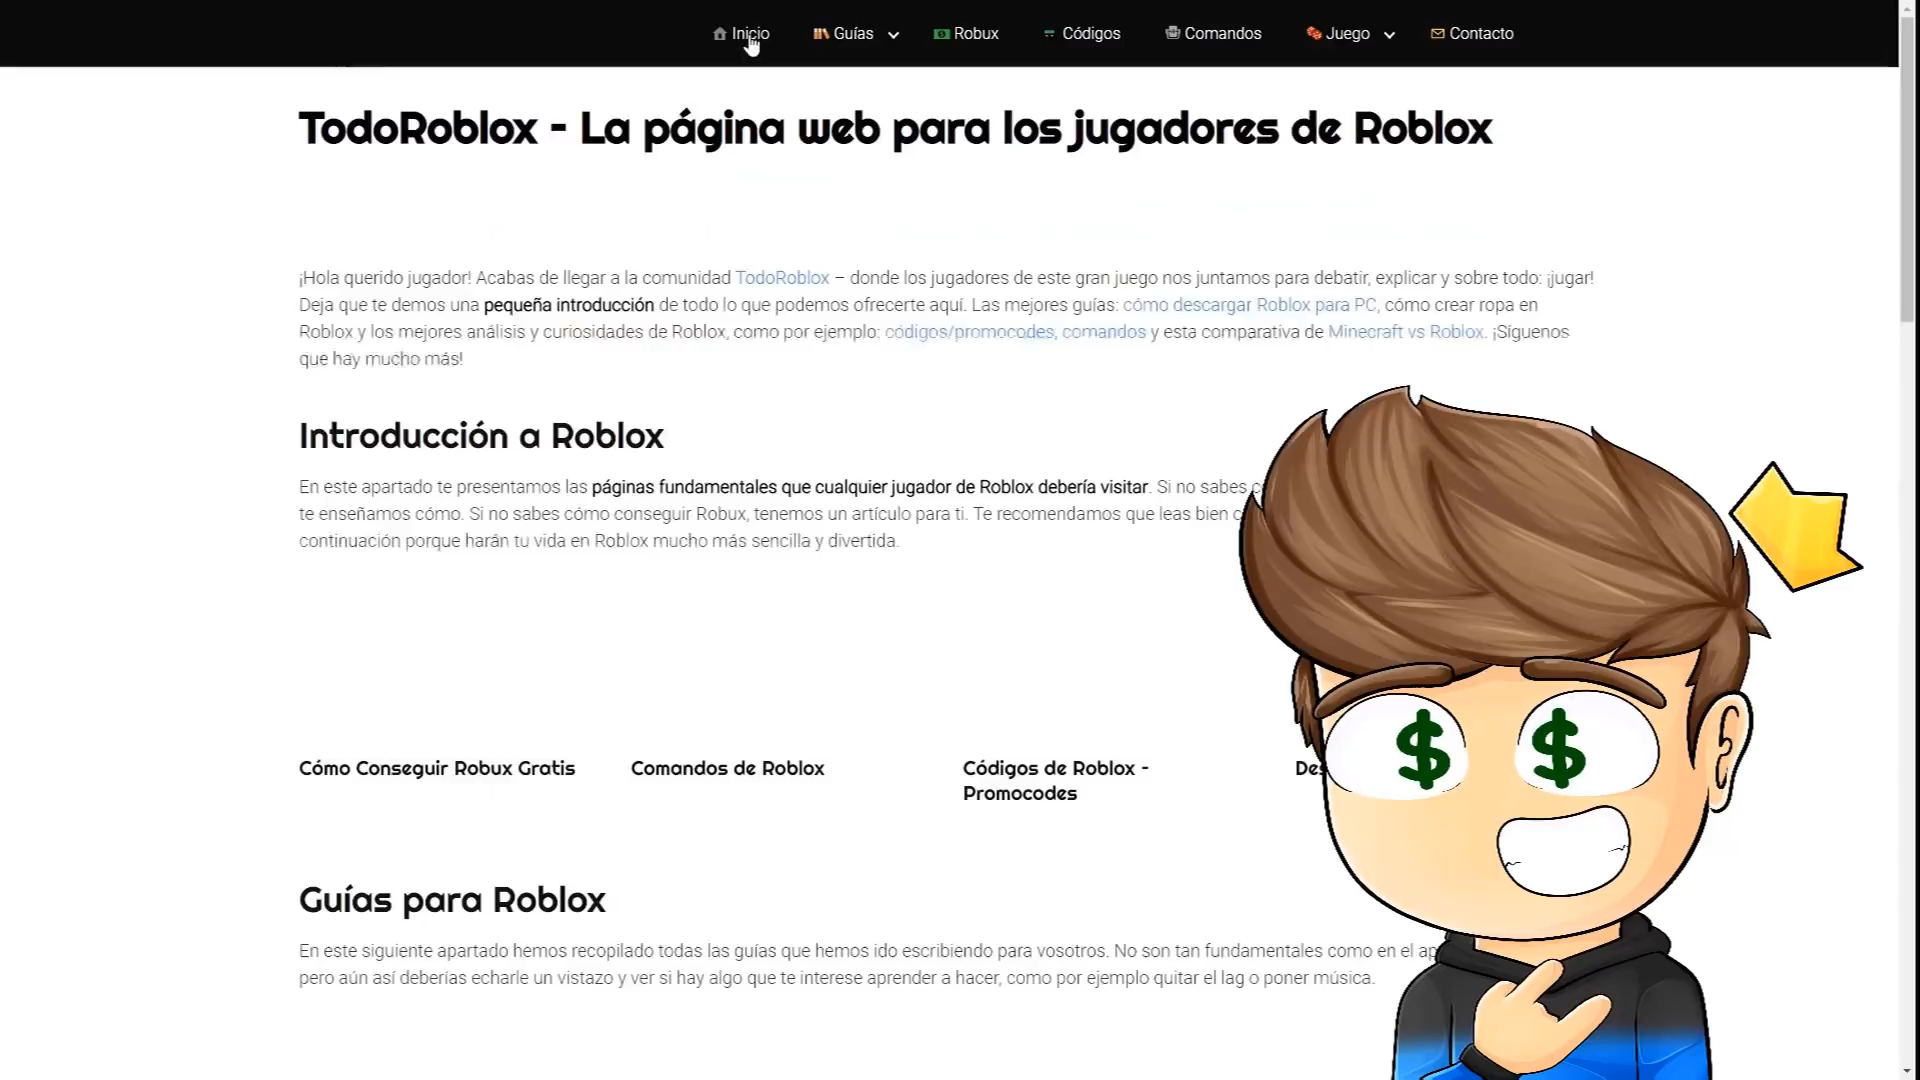 Inicio Guías Robux Códigos Comandos Juego Contacto
TodoRoblox - La página web para los jugadores de Roblox
¡Hola querido jugador! Acabas de llegar a la comunidad TodoRoblox – donde los jugadores de este gran juego nos juntamos para debatir, explicar y sobre todo: ¡jugar!
Deja que te demos una pequeña introducción de todo lo que podemos ofrecerte aquí. Las mejores guías: cómo descargar Roblox para PC, cómo crear ropa en
Roblox y los mejores análisis y curiosidades de Roblox, como por ejemplo: códigos/promocodes, comandos y esta comparativa de Minecraft vs Roblox. ¡Síguenos
que hay mucho más!
Introducción a Roblox
En este apartado te presentamos las páginas fundamentales que cualquier jugador de Roblox debería visitar. Si no sabes
te enseñamos cómo. Si no sabes cómo conseguir Robux, tenemos un artículo para ti. Te recomendamos que leas bien
continuación porque harán tu vida en Roblox mucho más sencilla y divertida.
Cómo Conseguir Robux Gratis
Comandos de Roblox
Códigos de Roblox -
Promocodes
$ $
Guías para Roblox
En este siguiente apartado hemos recopilado todas las guías que hemos ido escribiendo para vosotros. No son tan fundamentales como en el
pero aún así deberías echarle un vistazo y ver si hay algo que te interese aprender a hacer, como por ejemplo quitar el lag o poner música.